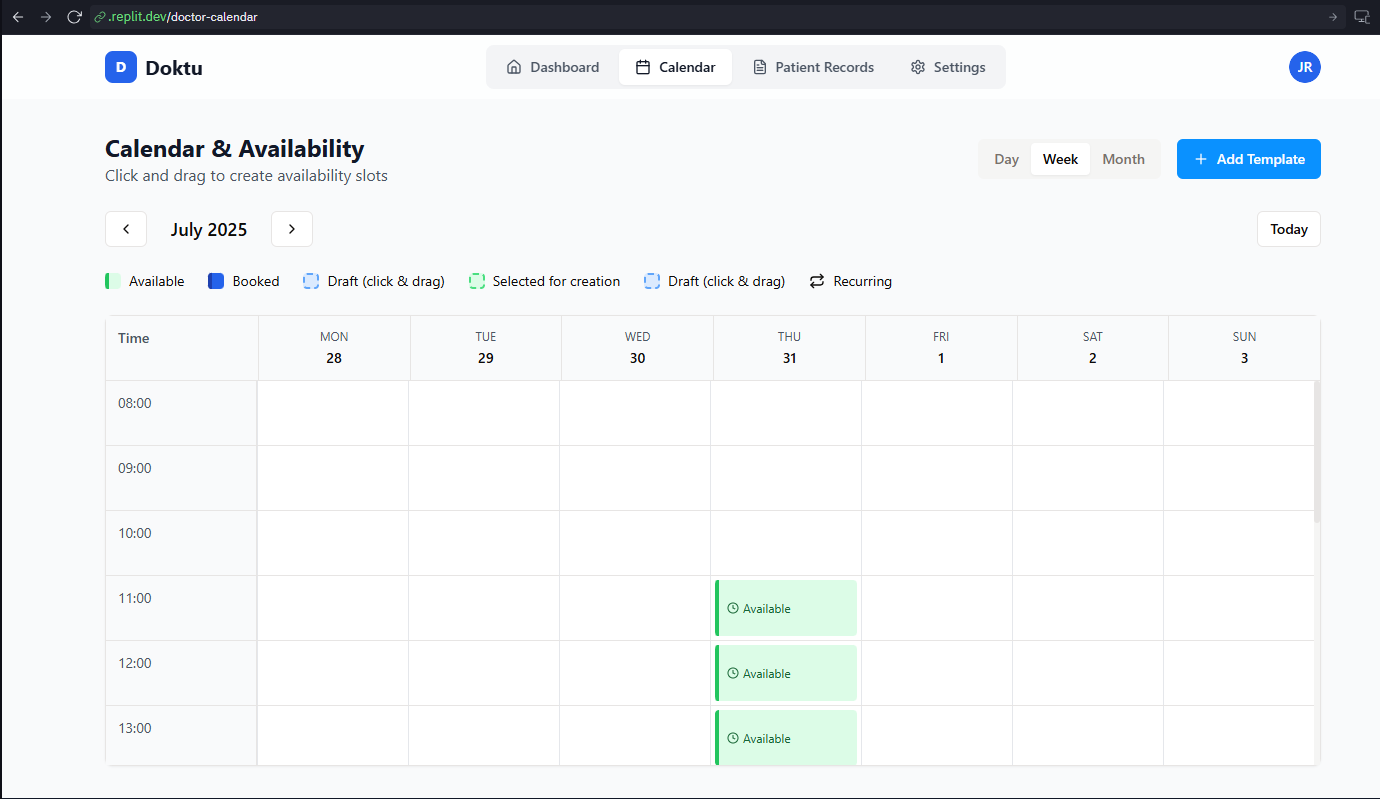 .replit.dev/doctor-calendar
D Doktu
Dashboard Calendar Patient Records Settings
JR
Calendar & Availability
Click and drag to create availability slots
Day Week Month
Add Template
July 2025
Today
Available Booked Draft (click & drag) Selected for creation Draft (click & drag) Recurring
Time MON TUE WED THU FRI SAT SUN
28 29 30 31 1 2 3
08:00
09:00
10:00
11:00 Available
12:00 Available
13:00 Available